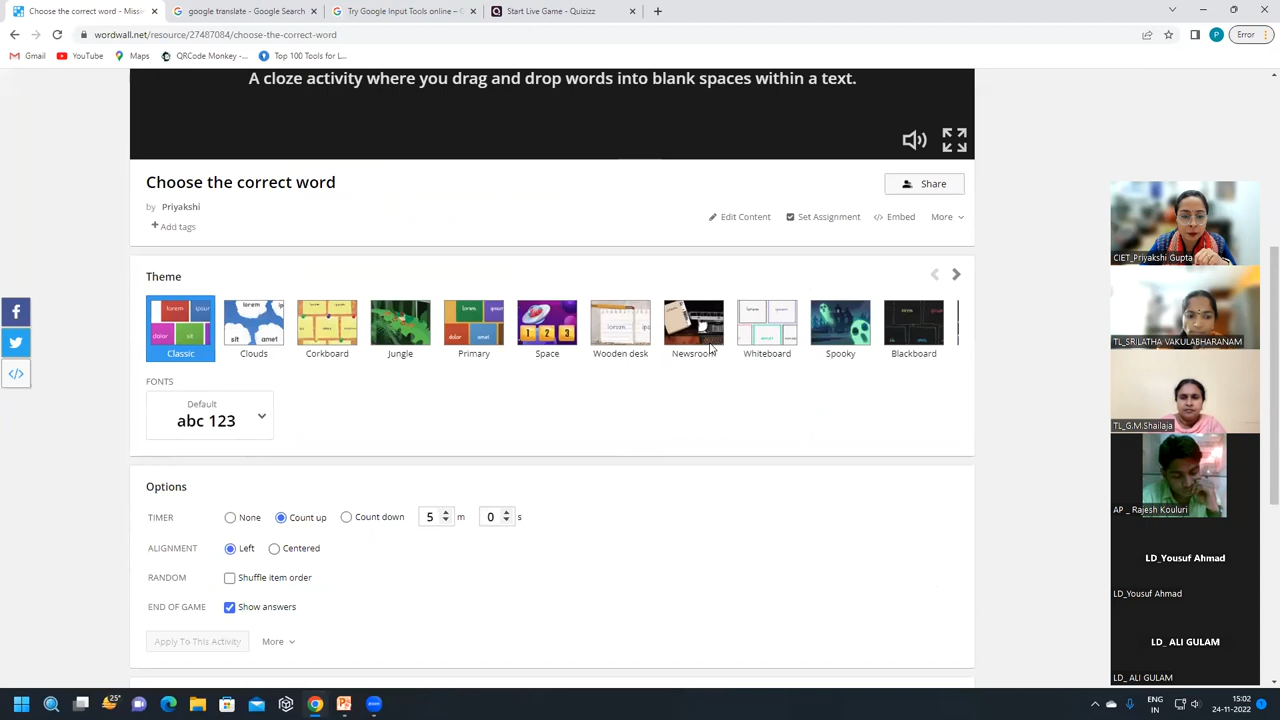 Choose the correct word - Missi
google translate - Google Search
Try Google Input Tools online –
Start Live Game - Quizizz
wordwall.net/resource/27487084/choose-the-correct-word
P
Error
Gmail
YouTube
Maps
QRCode Monkey -...
Top 100 Tools for L...
A cloze activity where you drag and drop words into blank spaces within a text.
Choose the correct word
Share
by Priyakshi
Edit Content
Set Assignment
Embed
More
Add tags
Theme
Classic
Clouds
Corkboard
Jungle
Primary
Space
Wooden desk
Newsroom
Whiteboard
Spooky
Blackboard
FONTS
Default
abc 123
Options
TIMER
None
Count up
Count down
5 m
0 s
ALIGNMENT
Left
Centered
RANDOM
Shuffle item order
END OF GAME
Show answers
Apply To This Activity
More
CIET_Priyakshi Gupta
TL_SRILATHA VAKULABHARANAM
TL_G.M.Shailaja
AP _ Rajesh Kouluri
LD_Yousuf Ahmad
LD_Yousuf Ahmad
LD_ ALI GULAM
LD_ ALI GULAM
25°
ENG
IN
15:02
24-11-2022